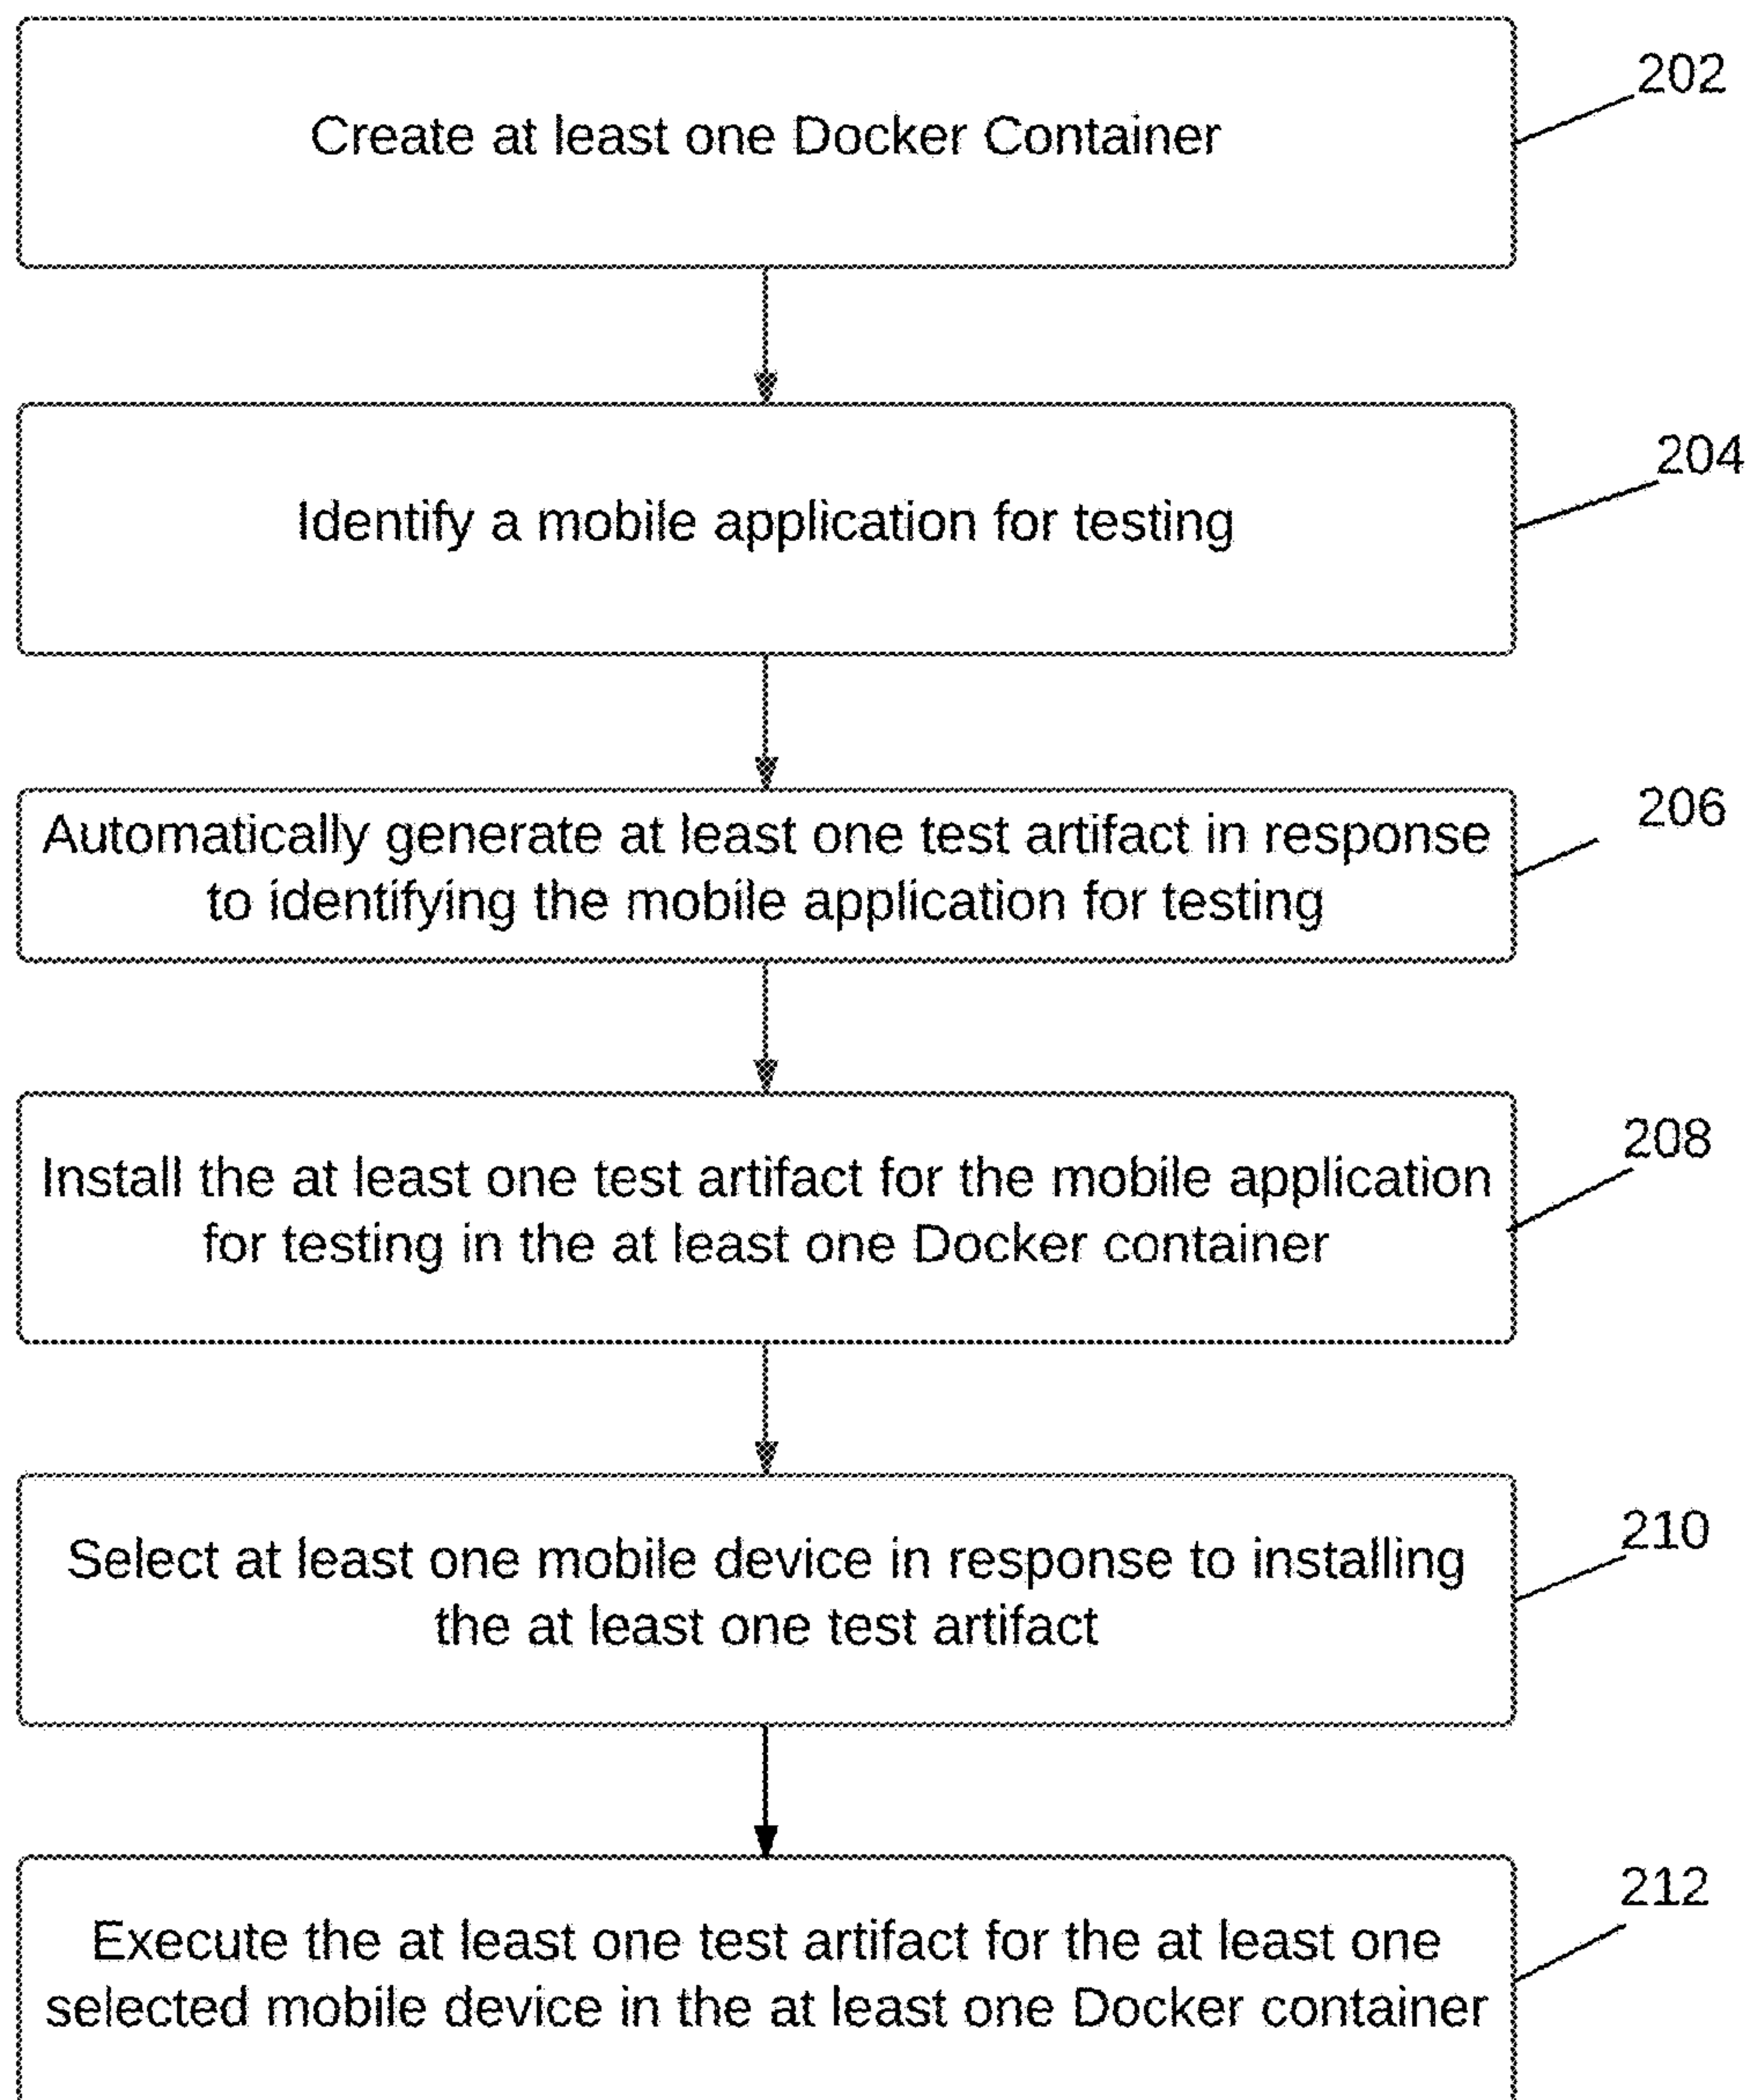 Create at least one Docker Container
202
Identify a mobile application for testing
204
Automatically generate at least one test artifact in response
to identifying the mobile application for testing
206
Install the at least one test artifact for the mobile application
for testing in the at least one Docker container
208
Select at least one mobile device in response to installing
the at least one test artifact
210
Execute the at least one test artifact for the at least one
selected mobile device in the at least one Docker container
212